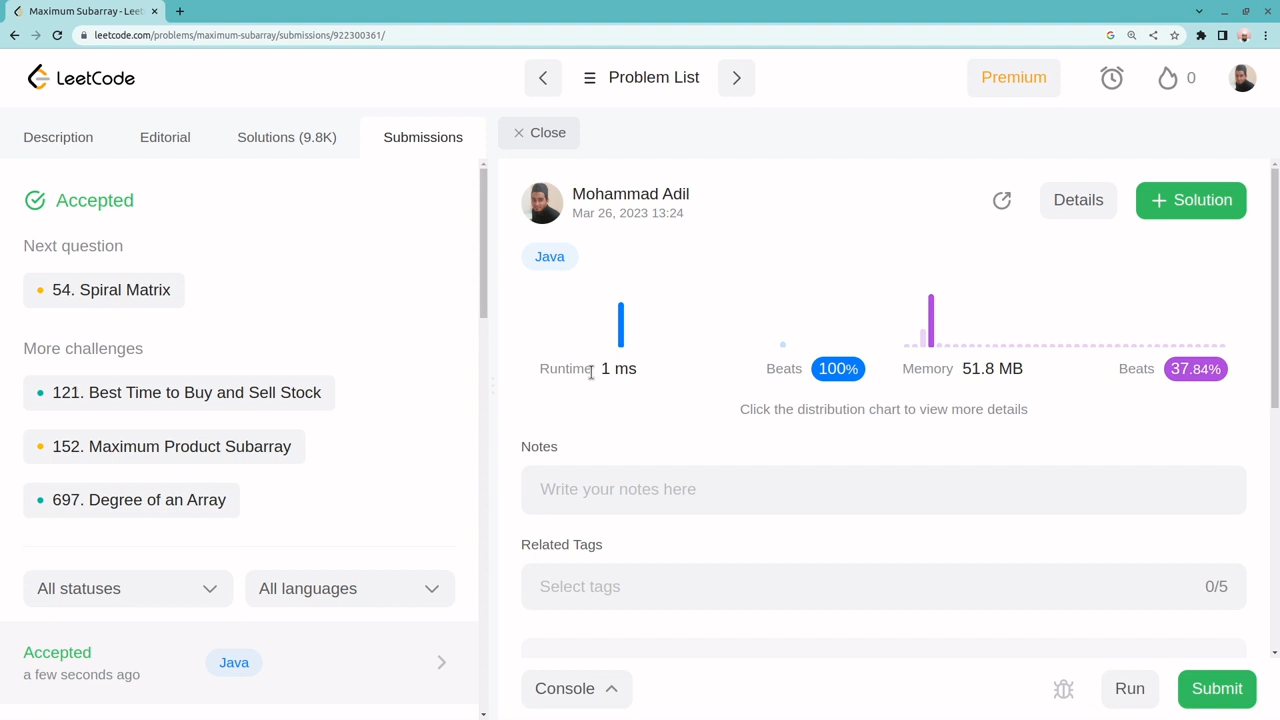 Maximum Subarray - Leet
leetcode.com/problems/maximum-subarray/submissions/922300361/
LeetCode
Problem List
Premium
0
Description
Editorial
Solutions (9.8K)
Submissions
Close
Accepted
Next question
54. Spiral Matrix
More challenges
121. Best Time to Buy and Sell Stock
152. Maximum Product Subarray
697. Degree of an Array
All statuses
All languages
Accepted
a few seconds ago
Java
Mohammad Adil
Mar 26, 2023 13:24
Details
Solution
Java
Runtime 1 ms
Beats 100%
Memory 51.8 MB
Beats 37.84%
Click the distribution chart to view more details
Notes
Write your notes here
Related Tags
Select tags
0/5
Console
Run
Submit